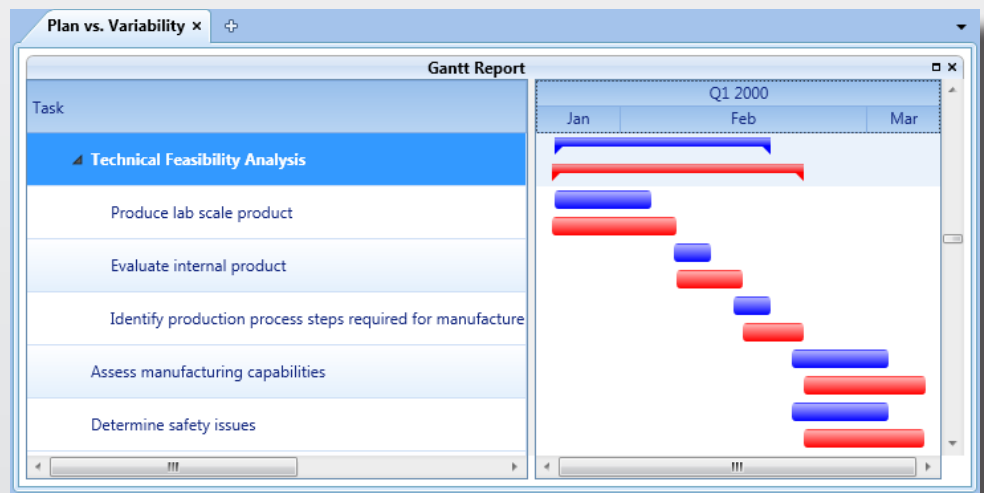 Plan vs. Variability
Gantt Report
Task
Q1 2000
Jan Feb Mar
Technical Feasibility Analysis
Produce lab scale product
Evaluate internal product
Identify production process steps required for manufacture
Assess manufacturing capabilities
Determine safety issues